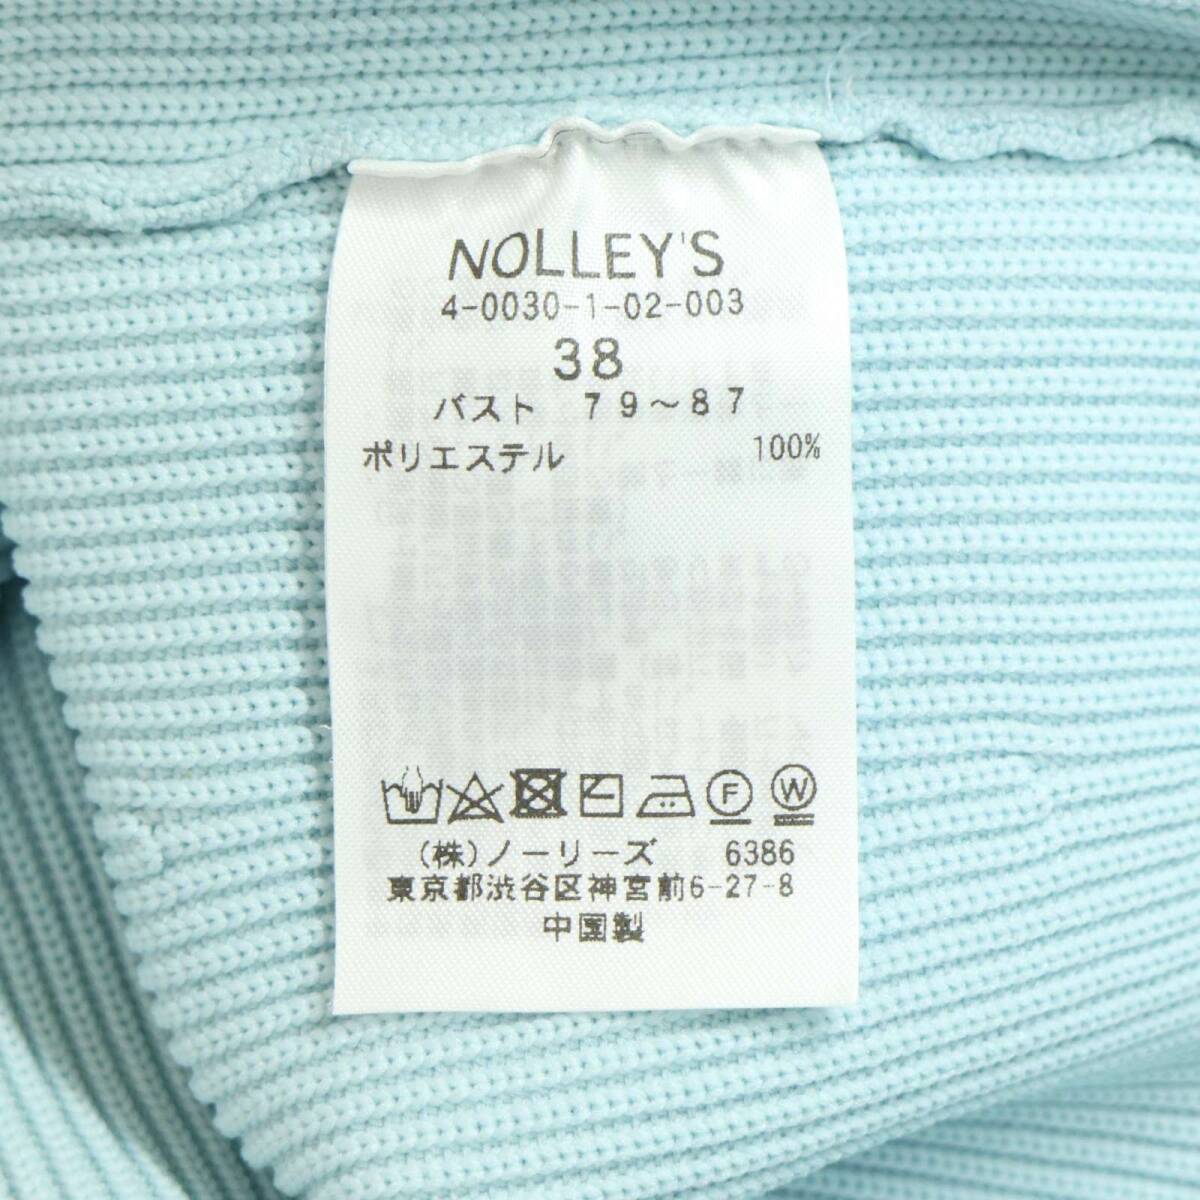 NOLLEY'S
4-0030-1-02-003
38
バスト 79～87
ポリエステル 100%
F W
(株)ノーリーズ 6386
東京都渋谷区神宮前6-27-8
中国製